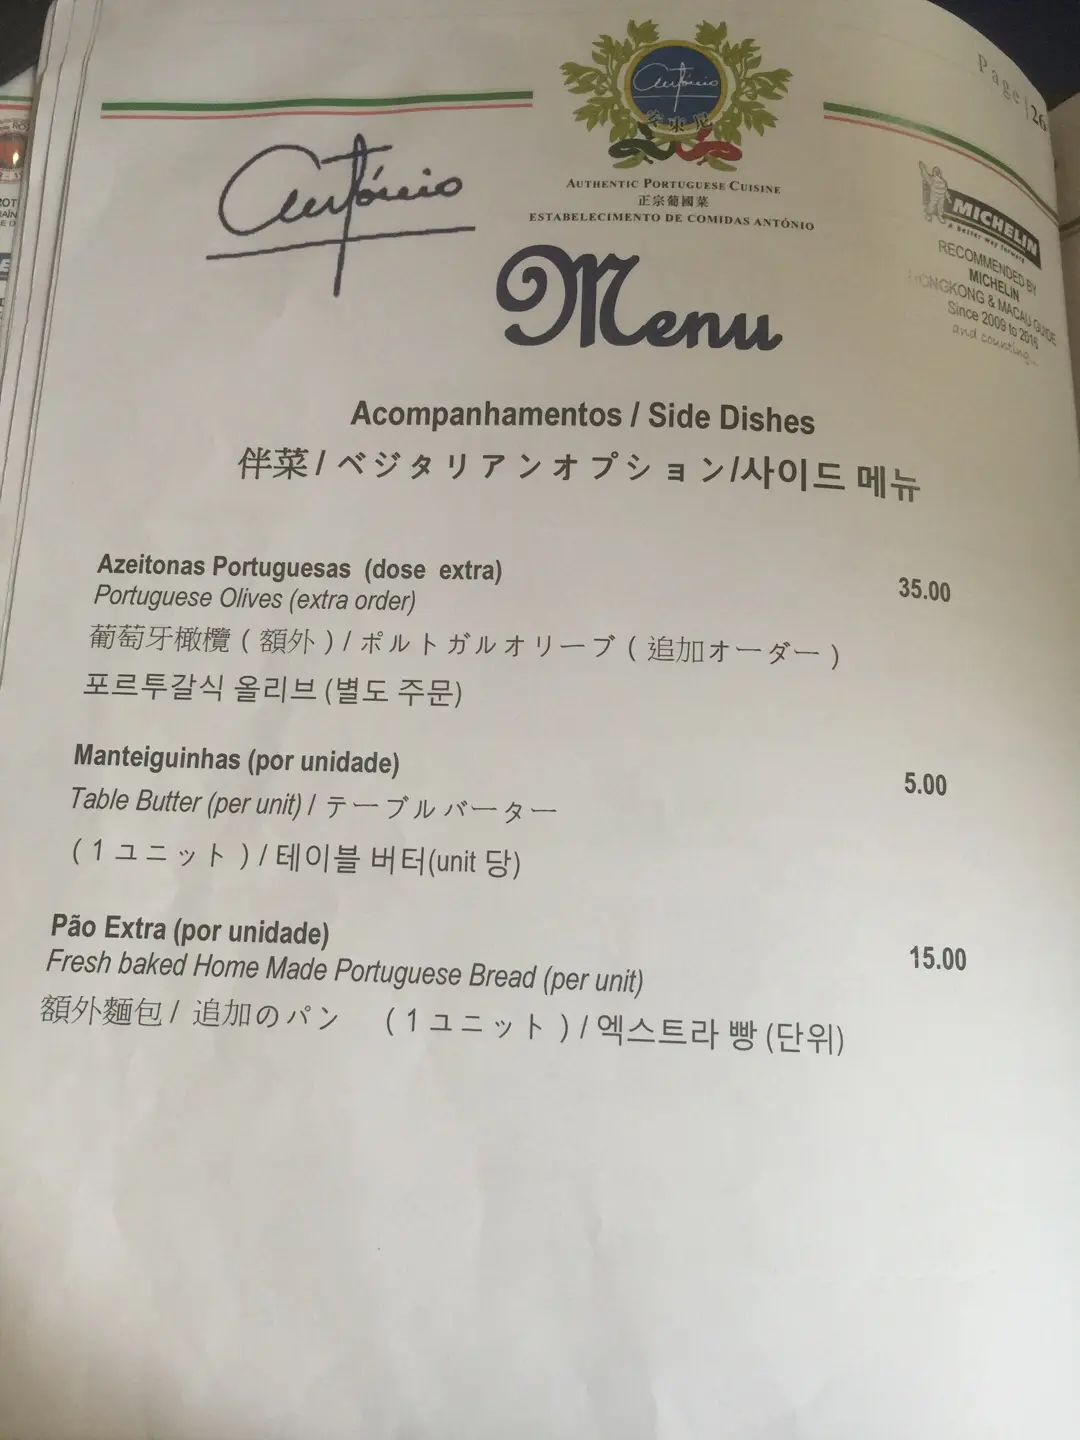 Page | 26
António
António
安東尼
AUTHENTIC PORTUGUESE CUISINE
正宗葡國菜
ESTABELECIMENTO DE COMIDAS ANTÓNIO
MICHELIN
a better way forward
RECOMMENDED BY
MICHELIN
HONGKONG & MACAU GUIDE
Since 2009 to 2016
and counting...
Menu
Acompanhamentos / Side Dishes
伴菜 / ベジタリアンオプション/사이드 메뉴
Azeitonas Portuguesas (dose extra)
35.00
Portuguese Olives (extra order)
葡萄牙橄欖 ( 額外 ) / ポルトガルオリーブ ( 追加オーダー )
포르투갈식 올리브 (별도 주문)
Manteiguinhas (por unidade)
5.00
Table Butter (per unit) / テーブルバーター
( 1 ユニット ) / 테이블 버터(unit 당)
Pão Extra (por unidade)
15.00
Fresh baked Home Made Portuguese Bread (per unit)
額外麵包 / 追加のパン ( 1 ユニット ) / 엑스트라 빵 (단위)